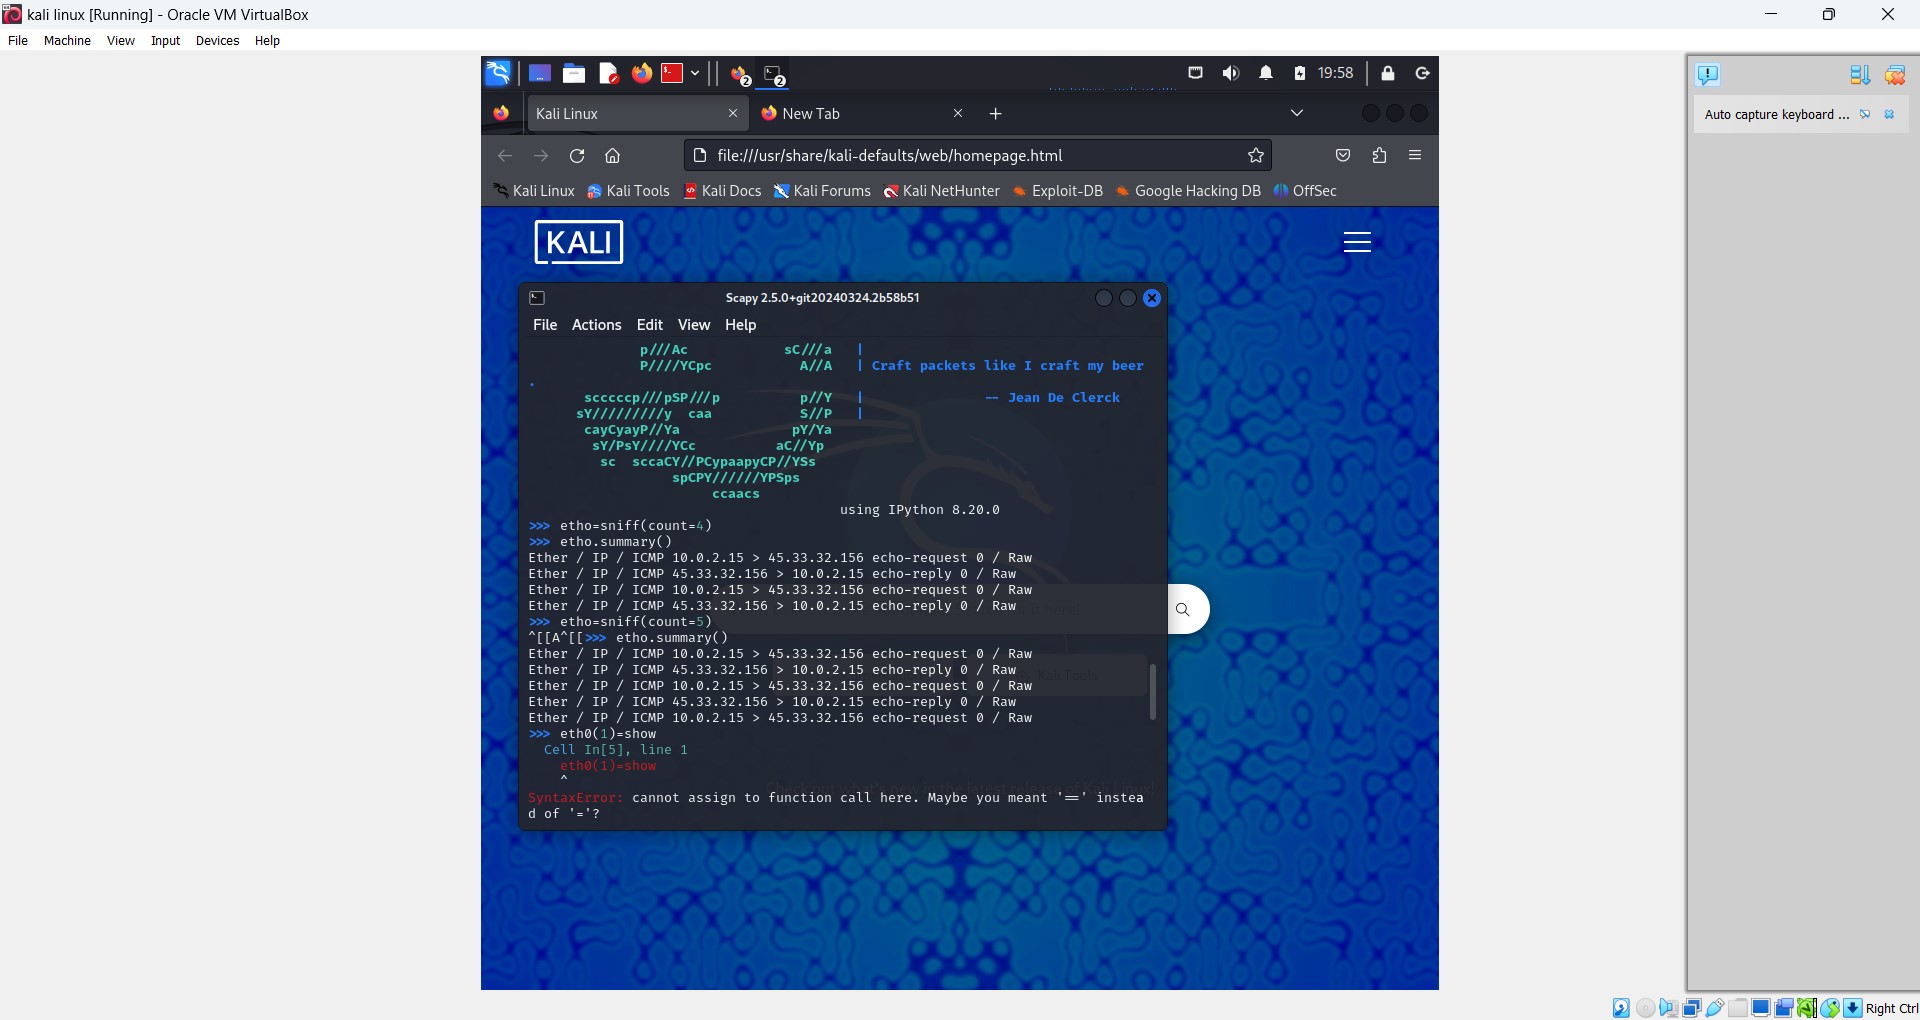 kali linux [Running] - Oracle VM VirtualBox
File Machine View Input Devices Help
2 2 19:58
Kali Linux New Tab
file:///usr/share/kali-defaults/web/homepage.html
Kali Linux Kali Tools Kali Docs Kali Forums Kali NetHunter Exploit-DB Google Hacking DB OffSec
Auto capture keyboard ...
KALI
Scapy 2.5.0+git20240324.2b58b51
File Actions Edit View Help
p///Ac sC///a |
P////YCpc A//A | Craft packets like I craft my beer
.
scccccp///pSP///p p//Y | -- Jean De Clerck
sY/////////y caa S//P |
cayCyayP//Ya pY/Ya
sY/PsY////YCc aC//Yp
sc sccaCY//PCypaapyCP//YSs
spCPY//////YPSps
ccaacs
using IPython 8.20.0
>>> etho=sniff(count=4)
>>> etho.summary()
Ether / IP / ICMP 10.0.2.15 > 45.33.32.156 echo-request 0 / Raw
Ether / IP / ICMP 45.33.32.156 > 10.0.2.15 echo-reply 0 / Raw
Ether / IP / ICMP 10.0.2.15 > 45.33.32.156 echo-request 0 / Raw
Ether / IP / ICMP 45.33.32.156 > 10.0.2.15 echo-reply 0 / Raw
>>> etho=sniff(count=5)
^[[A^[[>>> etho.summary()
Ether / IP / ICMP 10.0.2.15 > 45.33.32.156 echo-request 0 / Raw
Ether / IP / ICMP 45.33.32.156 > 10.0.2.15 echo-reply 0 / Raw
Ether / IP / ICMP 10.0.2.15 > 45.33.32.156 echo-request 0 / Raw
Ether / IP / ICMP 45.33.32.156 > 10.0.2.15 echo-reply 0 / Raw
Ether / IP / ICMP 10.0.2.15 > 45.33.32.156 echo-request 0 / Raw
>>> eth0(1)=show
Cell In[5], line 1
eth0(1)=show
^
SyntaxError: cannot assign to function call here. Maybe you meant '==' instea
d of '='?
Kali Tools
the latest release of Kali Linux!
Right Ctrl